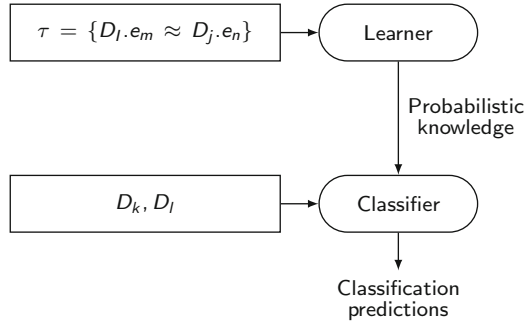 τ = {D_I.e_m ≈ D_j.e_n}
Learner
Probabilistic
knowledge
D_k, D_l
Classifier
Classification
predictions